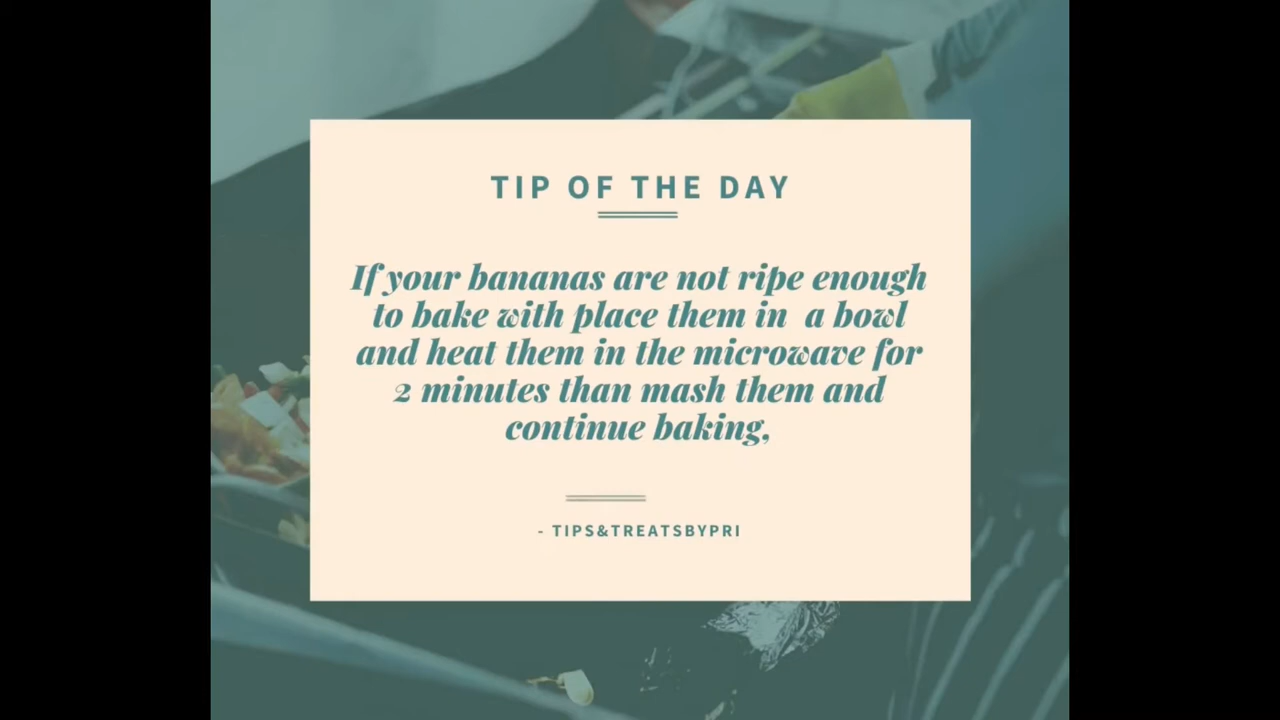 TIP OF THE DAY
If your bananas are not ripe enough
to bake with place them in a bowl
and heat them in the microwave for
2 minutes than mash them and
continue baking,
- TIPS&TREATSBYPRI